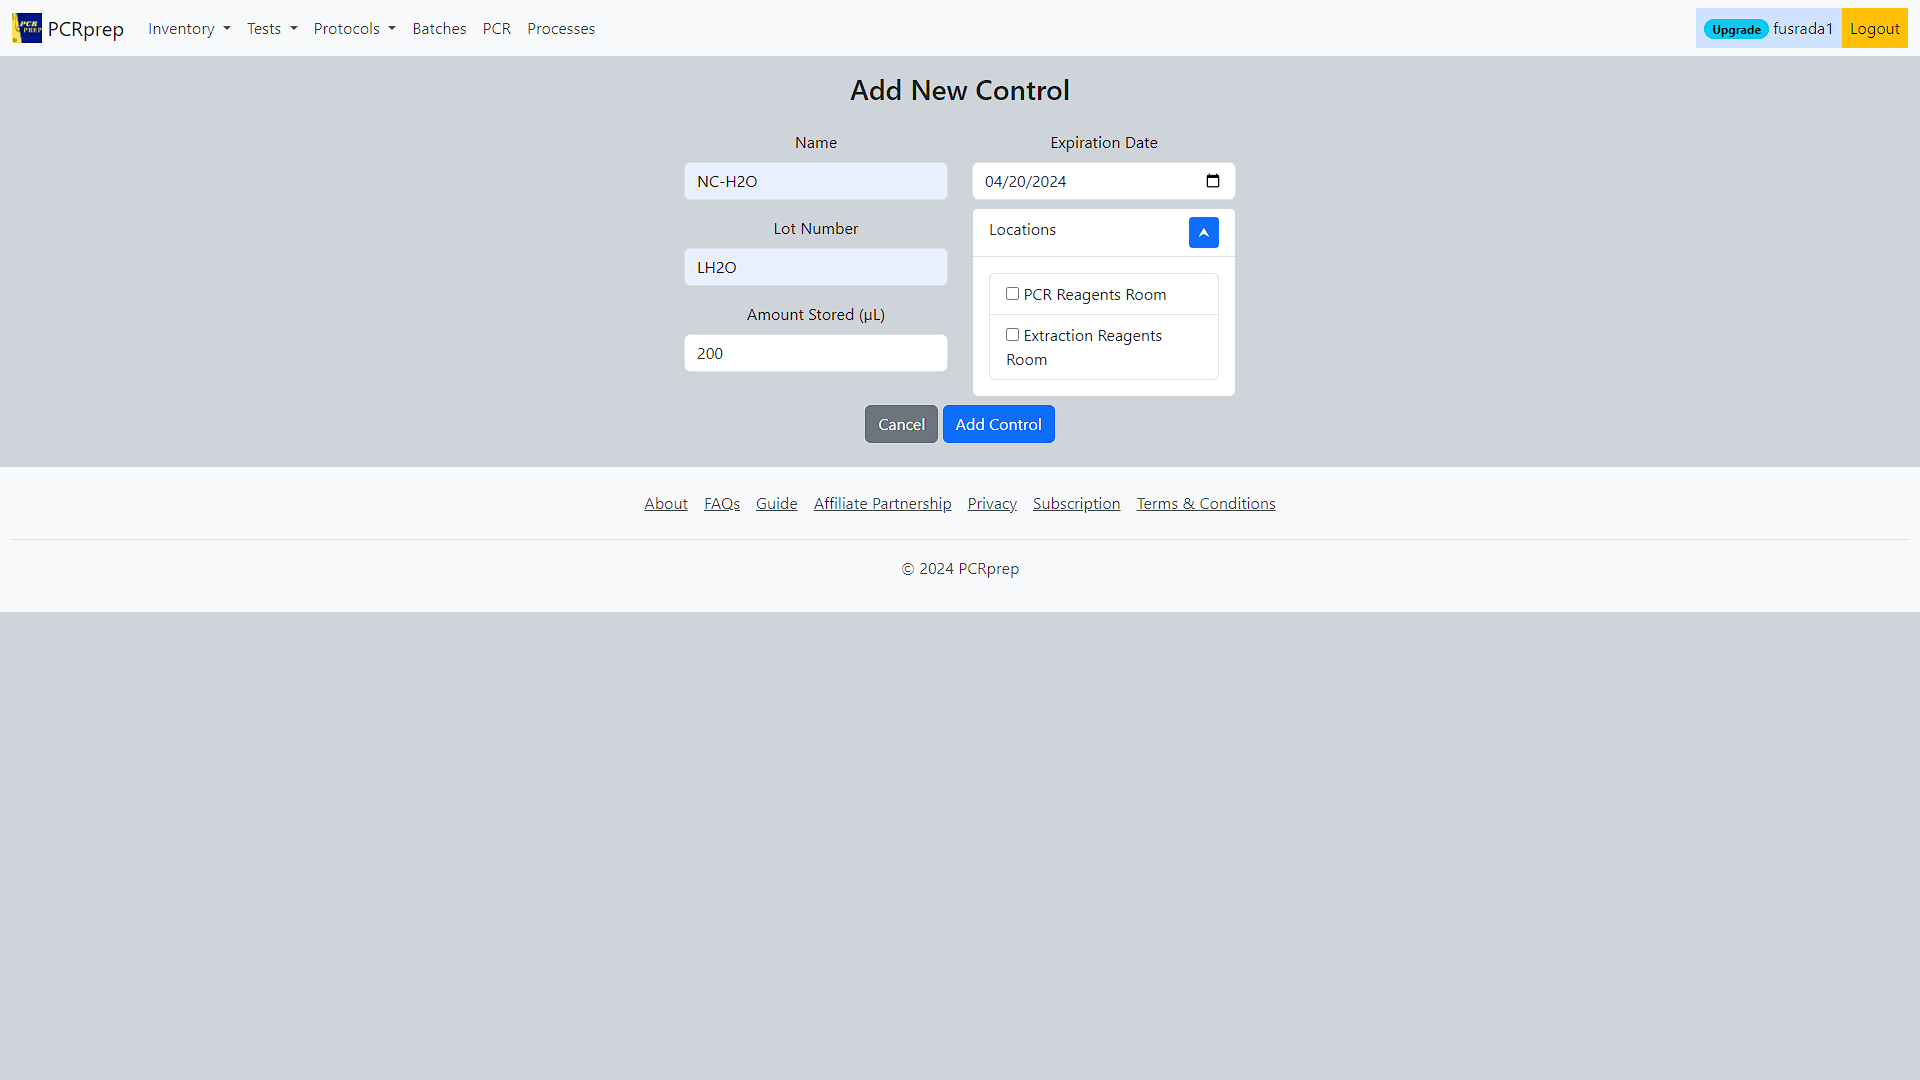 PCR PREP PCRprep Inventory Tests Protocols Batches PCR Processes Upgrade fusrada1 Logout
Add New Control
Name
NC-H2O
Lot Number
LH2O
Amount Stored (µL)
200
Expiration Date
04/20/2024
Locations
PCR Reagents Room
Extraction Reagents
Room
Cancel Add Control
About FAQs Guide Affiliate Partnership Privacy Subscription Terms & Conditions
© 2024 PCRprep